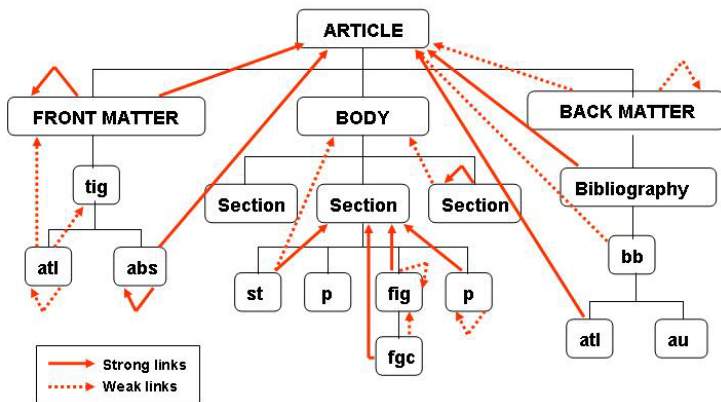 ARTICLE
FRONT MATTER
BODY
BACK MATTER
tig
Section
Section
Section
Bibliography
atl
abs
st
p
fig
p
bb
fgc
atl
au
Strong links
Weak links